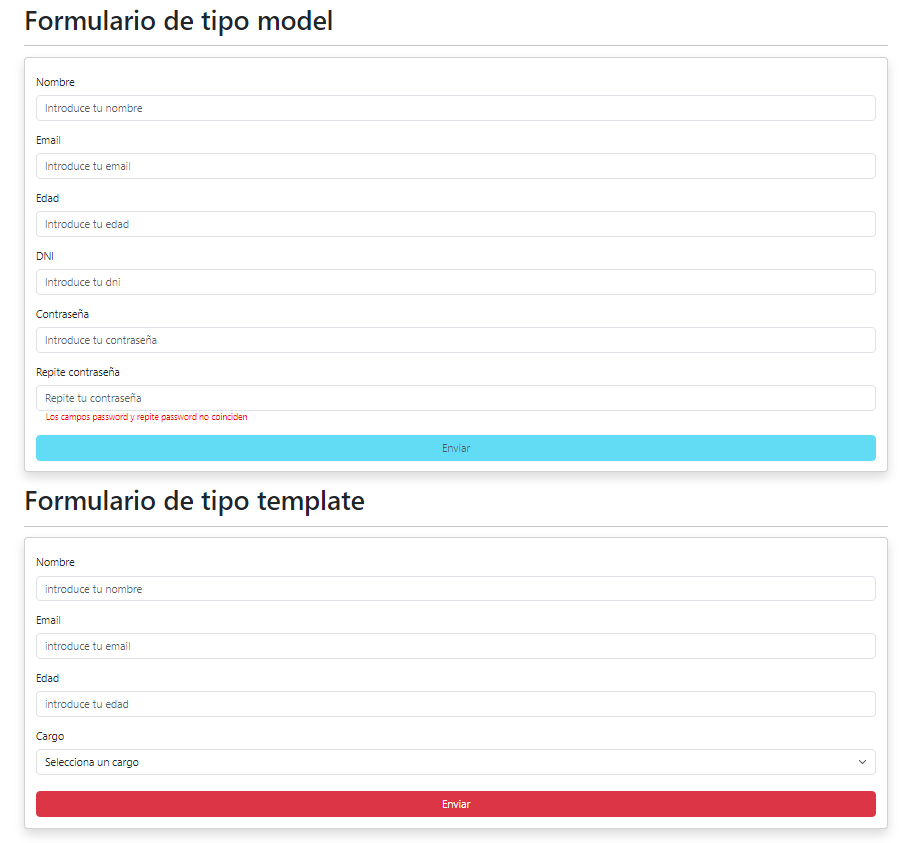 Formulario de tipo model
Nombre
Introduce tu nombre
Email
Introduce tu email
Edad
Introduce tu edad
DNI
Introduce tu dni
Contraseña
Introduce tu contraseña
Repite contraseña
Repite tu contraseña
Los campos password y repite password no coinciden
Enviar
Formulario de tipo template
Nombre
introduce tu nombre
Email
introduce tu email
Edad
introduce tu edad
Cargo
Selecciona un cargo
Enviar